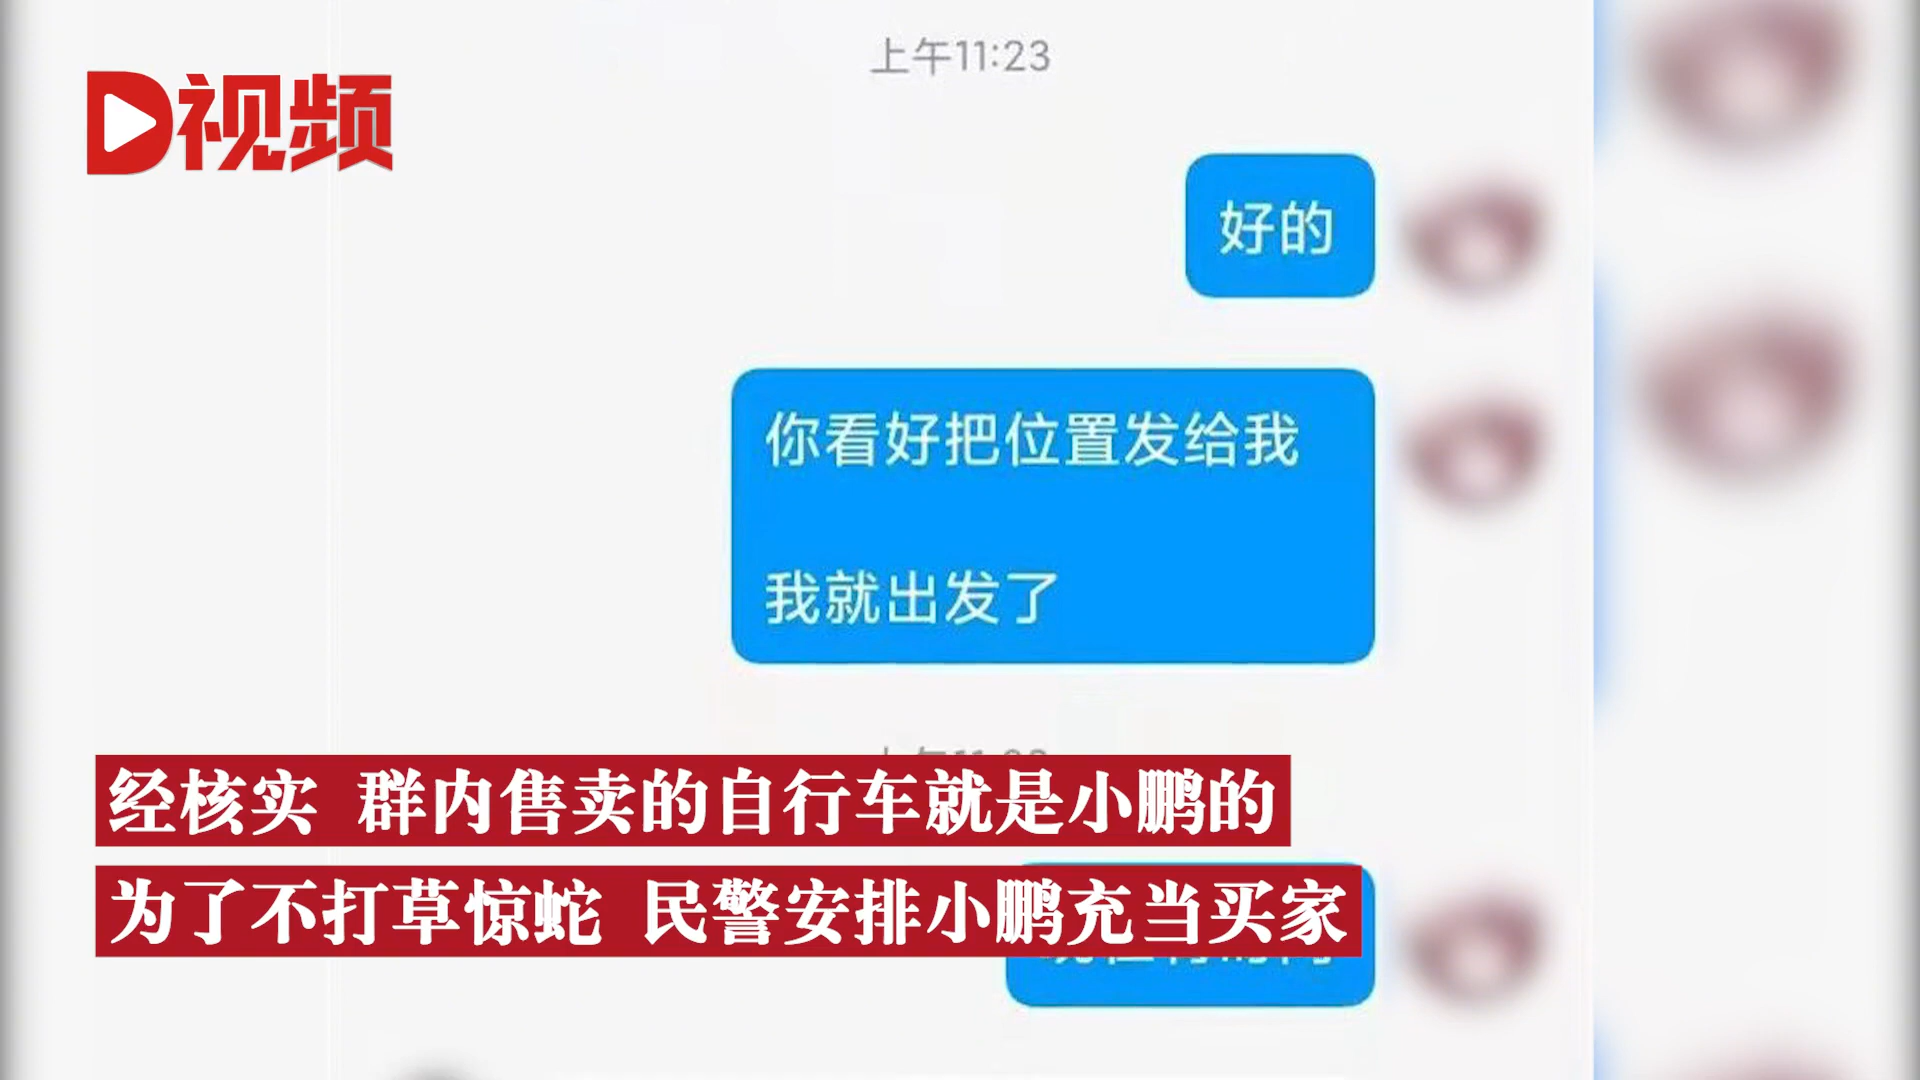 上午11:23
D视频
好的
你看好把位置发给我
我就出发了
经核实 群内售卖的自行车就是小鹏的
为了不打草惊蛇 民警安排小鹏充当买家